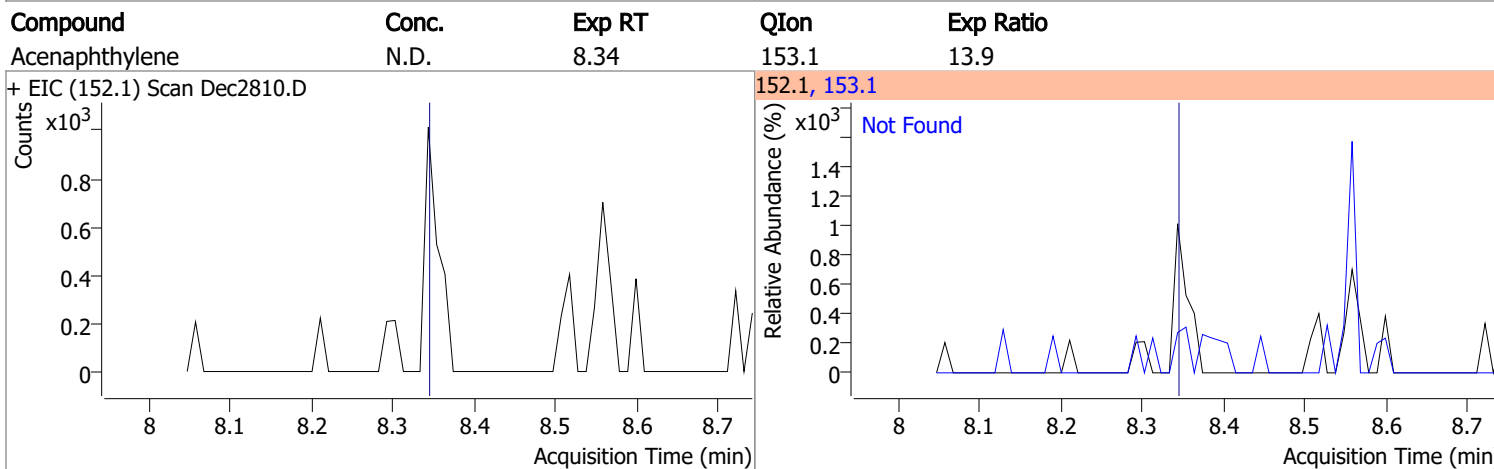 Compound Conc. Exp RT QIon Exp Ratio
Acenaphthylene N.D. 8.34 153.1 13.9
+ EIC (152.1) Scan Dec2810.D
Counts
x10³
0.8
0.6
0.4
0.2
0
8 8.1 8.2 8.3 8.4 8.5 8.6 8.7
Acquisition Time (min)
152.1, 153.1
Relative Abundance (%)
x10³
Not Found
1.4
1.2
1
0.8
0.6
0.4
0.2
0
8 8.1 8.2 8.3 8.4 8.5 8.6 8.7
Acquisition Time (min)